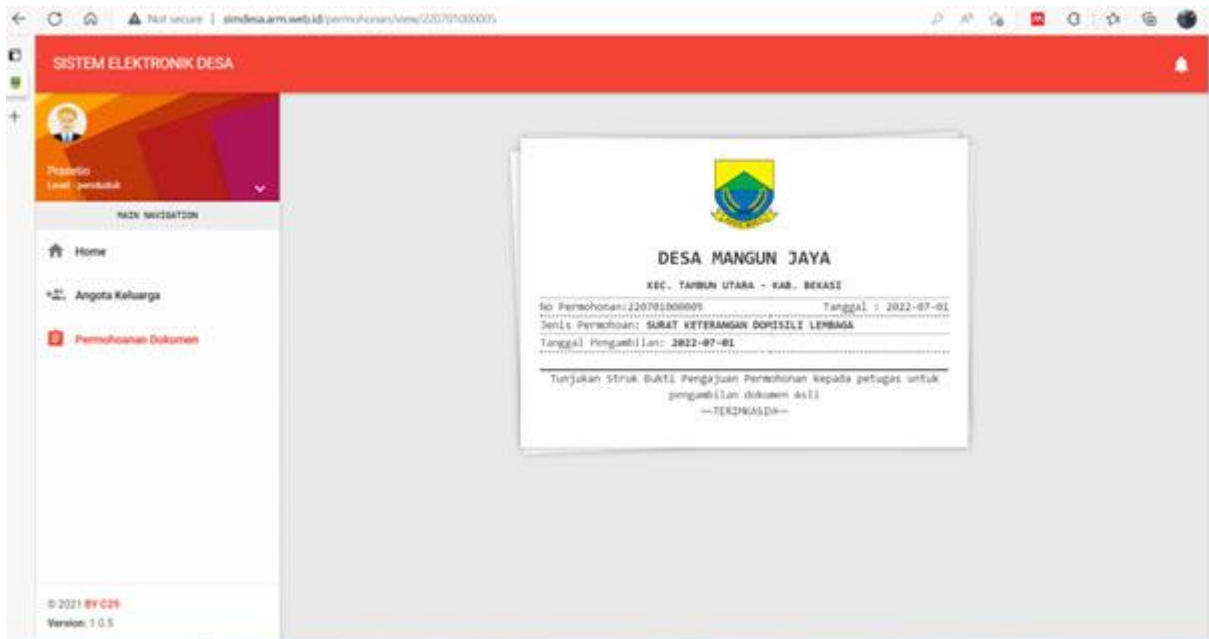 Not secure | simdesa.arm.web.id/permohonan/view/220701000005
SISTEM ELEKTRONIK DESA
Prasetio
Level : penduduk
MAIN NAVIGATION
Home
Angota Keluarga
Permohoanan Dokumen
© 2021 BY C2S
Version: 1.0.5
DESA MANGUN JAYA
KEC. TAMBUN UTARA - KAB. BEKASI
No Permohonan:220701000005 Tanggal : 2022-07-01
Jenis Permohoan: SURAT KETERANGAN DOMISILI LEMBAGA
Tanggal Pengambilan: 2022-07-01
Tunjukan Struk Bukti Pengajuan Permohonan kepada petugas untuk
pengambilan dokumen Asli